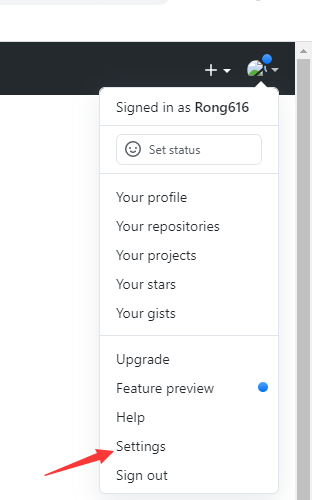 Signed in as Rong616
Set status
Your profile
Your repositories
Your projects
Your stars
Your gists
Upgrade
Feature preview
Help
Settings
Sign out